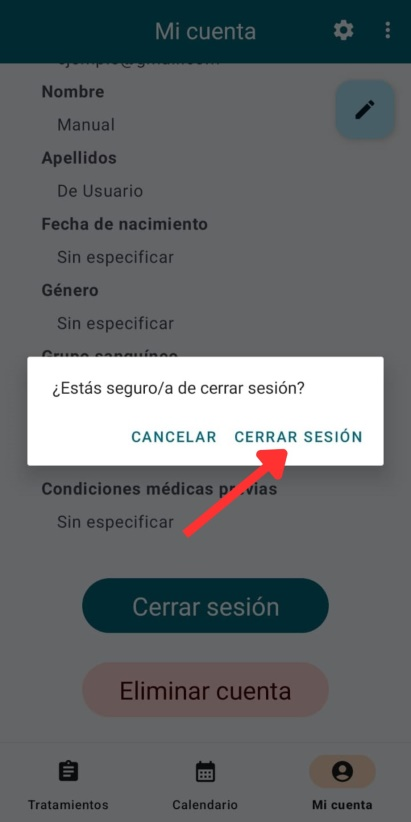 Mi cuenta
Nombre
Manual
Apellidos
De Usuario
Fecha de nacimiento
Sin especificar
Género
Sin especificar
Grupo sanguíneo
¿Estás seguro/a de cerrar sesión?
CANCELAR CERRAR SESIÓN
Condiciones médicas previas
Sin especificar
Cerrar sesión
Eliminar cuenta
Tratamientos Calendario Mi cuenta